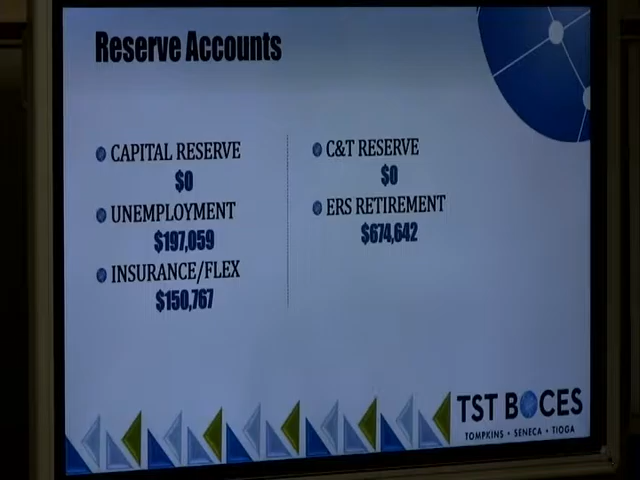 Reserve Accounts
CAPITAL RESERVE
$0
UNEMPLOYMENT
$197,059
INSURANCE/FLEX
$150,767
C&T RESERVE
$0
ERS RETIREMENT
$674,642
TST BOCES
TOMPKINS • SENECA • TIOGA